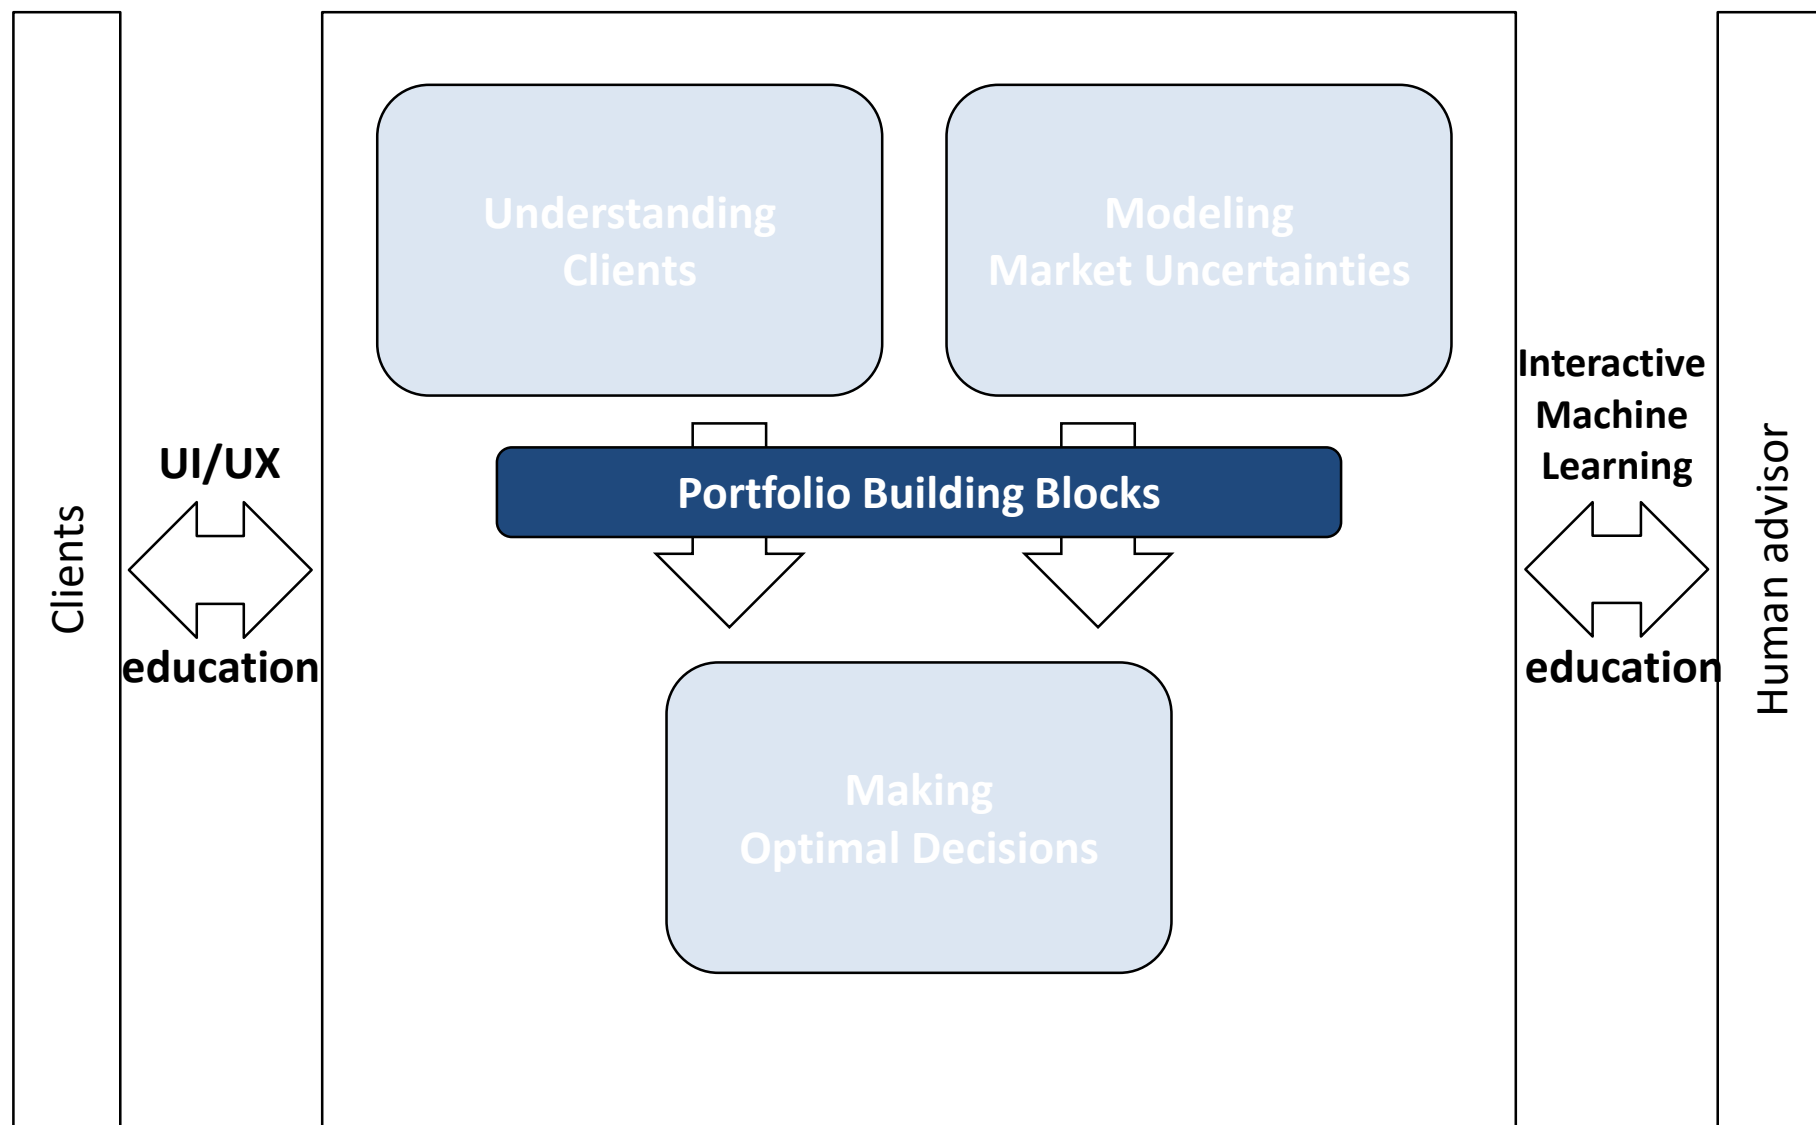 Clients
UI/UX
education
Understanding
Clients
Modeling
Market Uncertainties
Portfolio Building Blocks
Making
Optimal Decisions
Interactive
Machine
Learning
education
Human advisor